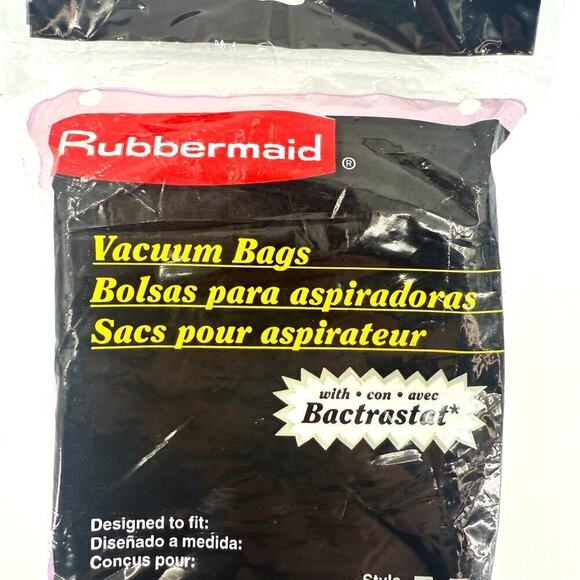 Rubbermaid ®
Vacuum Bags
Bolsas para aspiradoras
Sacs pour aspirateur
with • con • avec
Bactrastat*
Designed to fit:
Diseñado a medida:
Conçus pour:
Style